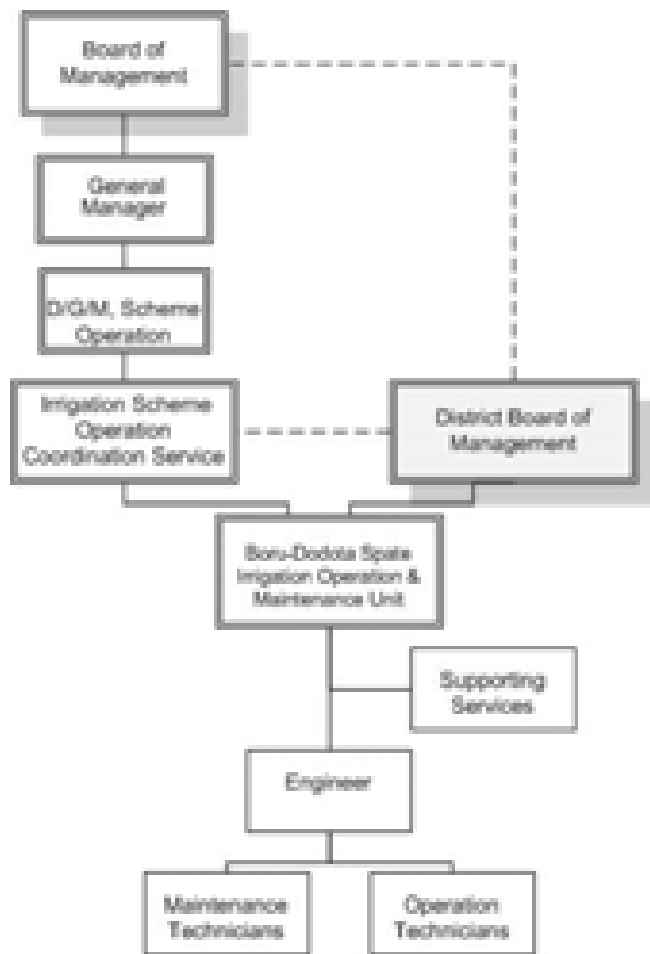 Board of
Management
General
Manager
D/G/M, Scheme
Operation
Irrigation Scheme
Operation
Coordination Service
District Board of
Management
Boru-Dodota Spate
Irrigation Operation &
Maintenance Unit
Supporting
Services
Engineer
Maintenance
Technicians
Operation
Technicians